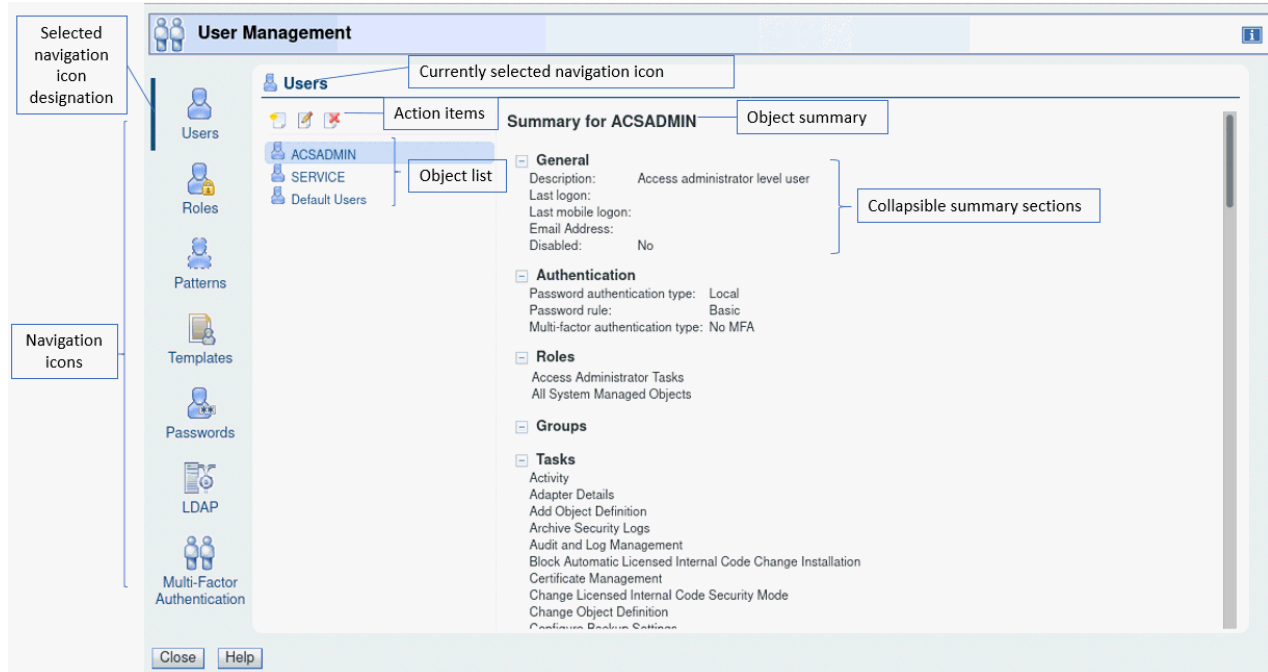 Selected
navigation
icon
designation
User Management
i
Users
Currently selected navigation icon
Action items
Summary for ACSADMIN
Object summary
Users
Roles
Patterns
Templates
Passwords
LDAP
Multi-Factor
Authentication
Navigation
icons
ACSADMIN
SERVICE
Default Users
Object list
General
Description: Access administrator level user
Last logon:
Last mobile logon:
Email Address:
Disabled: No
Collapsible summary sections
Authentication
Password authentication type: Local
Password rule: Basic
Multi-factor authentication type: No MFA
Roles
Access Administrator Tasks
All System Managed Objects
Groups
Tasks
Activity
Adapter Details
Add Object Definition
Archive Security Logs
Audit and Log Management
Block Automatic Licensed Internal Code Change Installation
Certificate Management
Change Licensed Internal Code Security Mode
Change Object Definition
Configure Backup Settings
Close Help